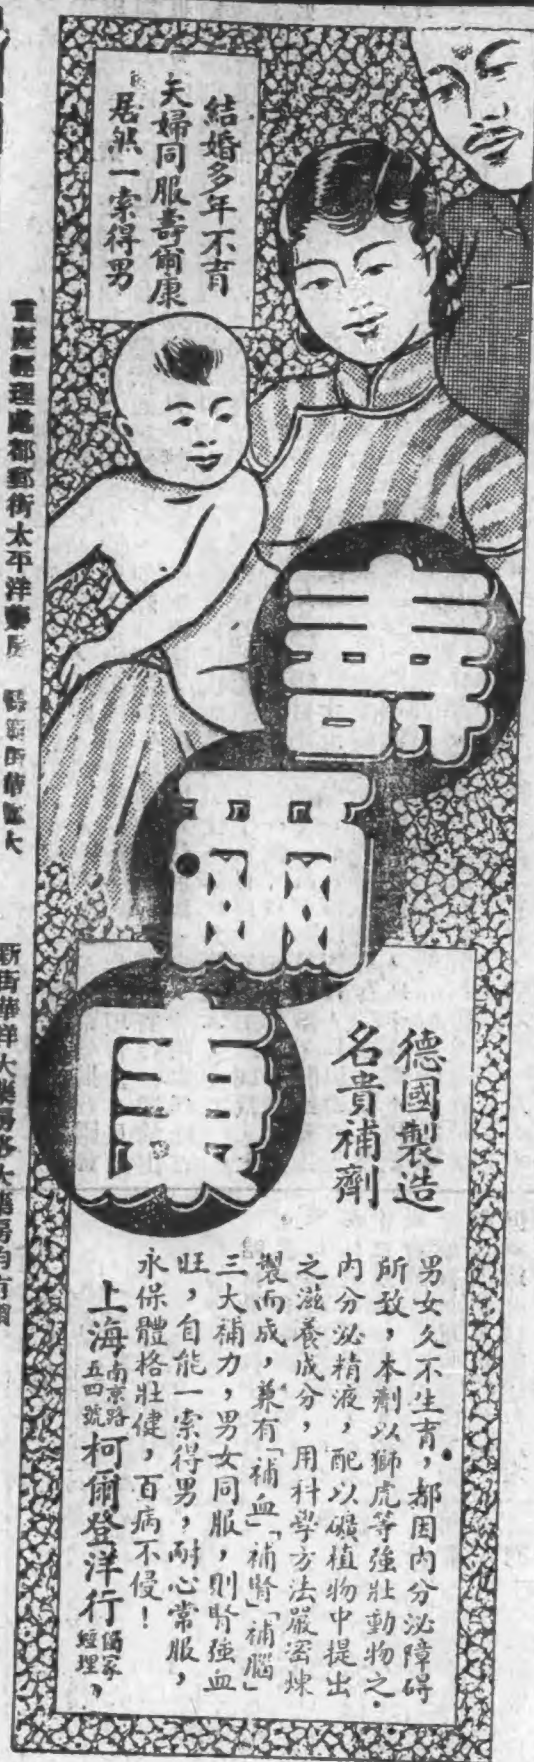 結婚多年不育
夫婦同服壽爾康
居然一索得男
壽爾康
德國製造
名貴補劑
男女久不生育，都因内分泌障碍
所致，本劑以獅虎等強壯動物之
内分泌精液，配以礦植物中提出
之滋養成分，用科學方法嚴密煉
製而成，兼有「補血」「補腎」「補腦」
三大補力，男女同服，則腎強血
旺，自能一索得男，耐心常服，
永保體格壯健，百病不侵！
上海南京路五四號柯爾登洋行獨家經理，
重慶經理處都郵街太平洋藥房
新街華洋大藥房各大藥房均有